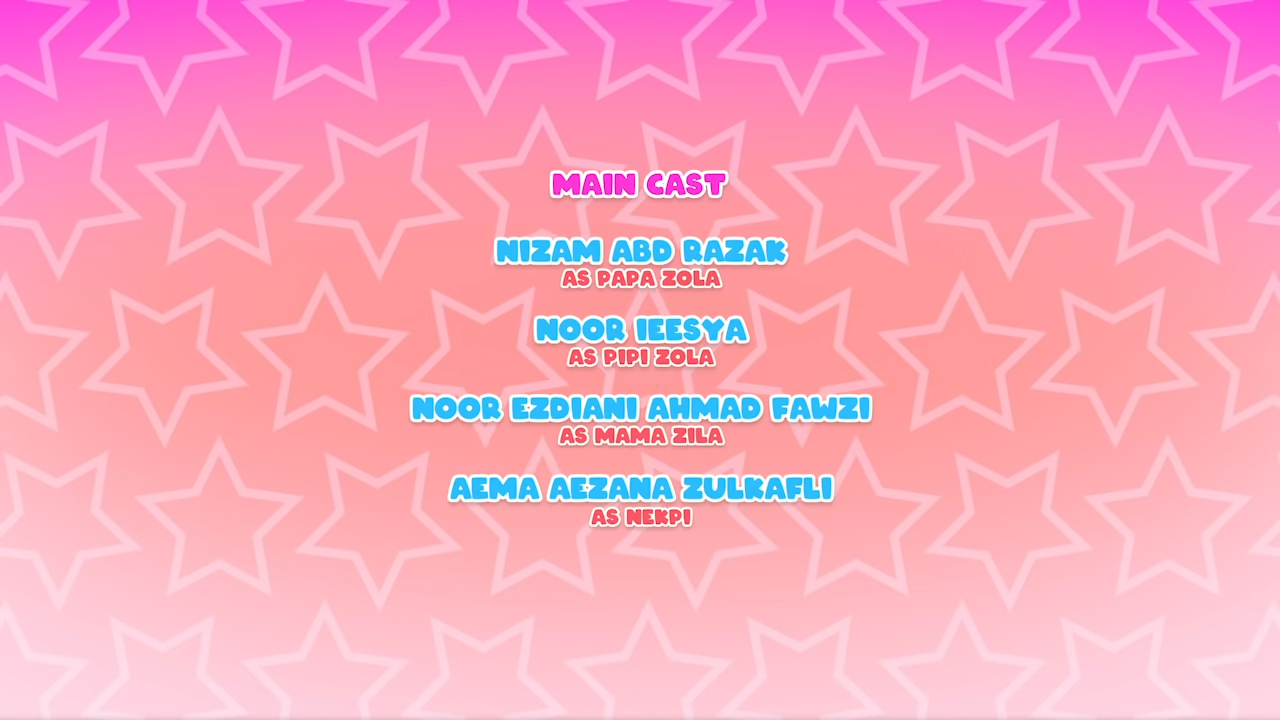 MAIN CAST
NIZAM ABD RAZAK
AS PAPA ZOLA
NOOR IEESYA
AS PIPI ZOLA
NOOR EZDIANI AHMAD FAWZI
AS MAMA ZILA
AEMA AEZANA ZULKAFLI
AS NEKPI